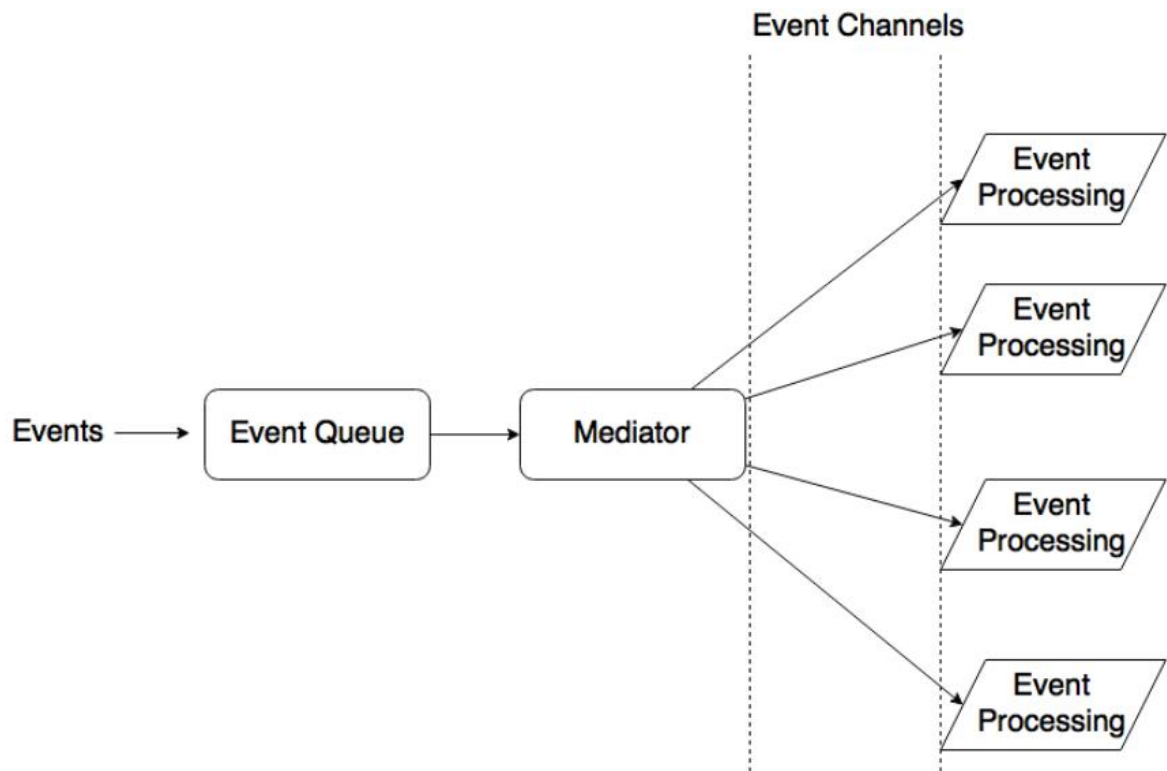 Event Channels
Event
Processing
Event
Processing
Events
Event Queue
Mediator
Event
Processing
Event
Processing